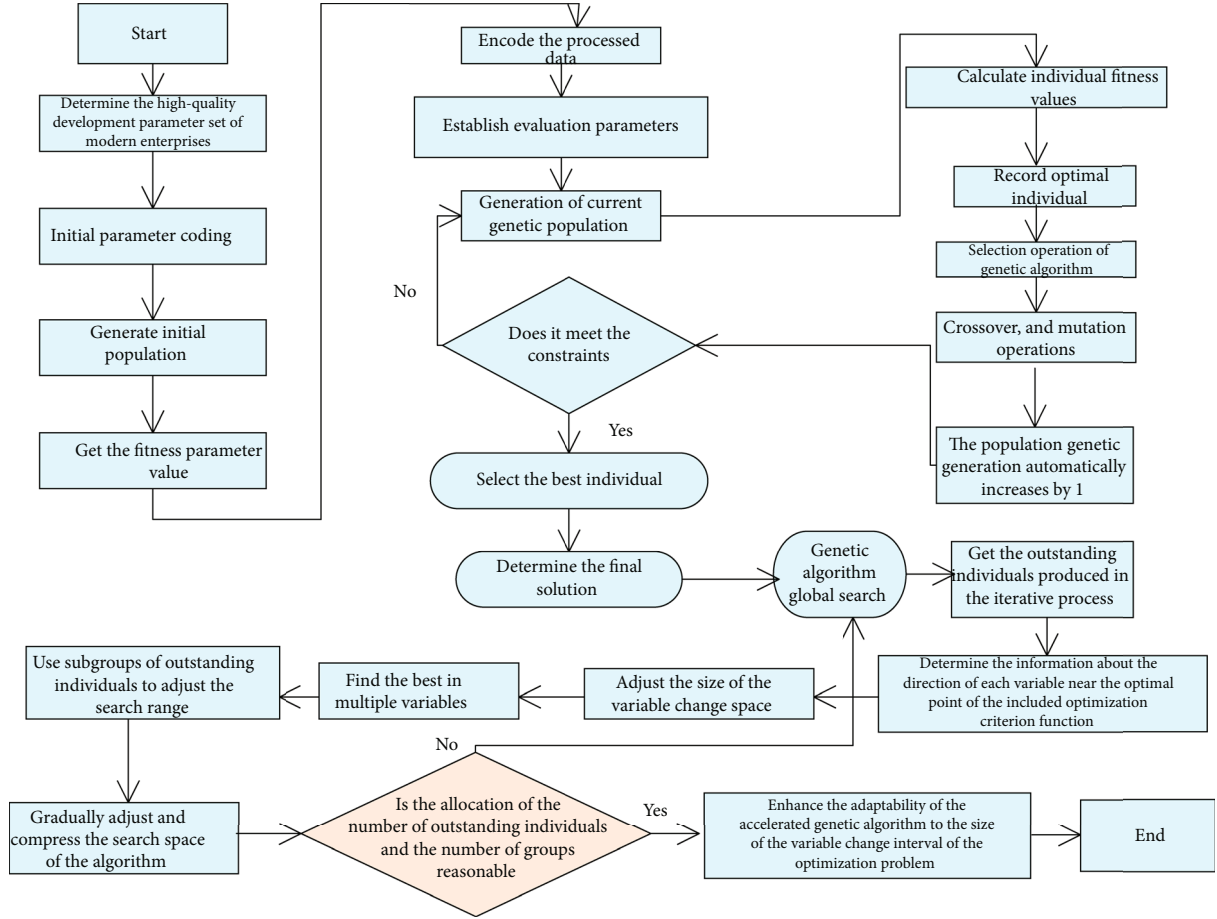 Start
Determine the high-quality
development parameter set of
modern enterprises
Initial parameter coding
Generate initial
population
Get the fitness parameter
value
Encode the processed
data
Establish evaluation parameters
Generation of current
genetic population
No
Does it meet the
constraints
Yes
Select the best individual
Determine the final
solution
Calculate individual fitness
values
Record optimal
individual
Selection operation of
genetic algorithm
Crossover, and mutation
operations
The population genetic
generation automatically
increases by 1
Genetic
algorithm
global search
Get the outstanding
individuals produced in
the iterative process
Determine the information about the
direction of each variable near the optimal
point of the included optimization
criterion function
Adjust the size of the
variable change space
Find the best in
multiple variables
Use subgroups of outstanding
individuals to adjust the
search range
Gradually adjust and
compress the search space
of the algorithm
No
Is the allocation of the
number of outstanding individuals
and the number of groups
reasonable
Yes
Enhance the adaptability of the
accelerated genetic algorithm to the size
of the variable change interval of the
optimization problem
End